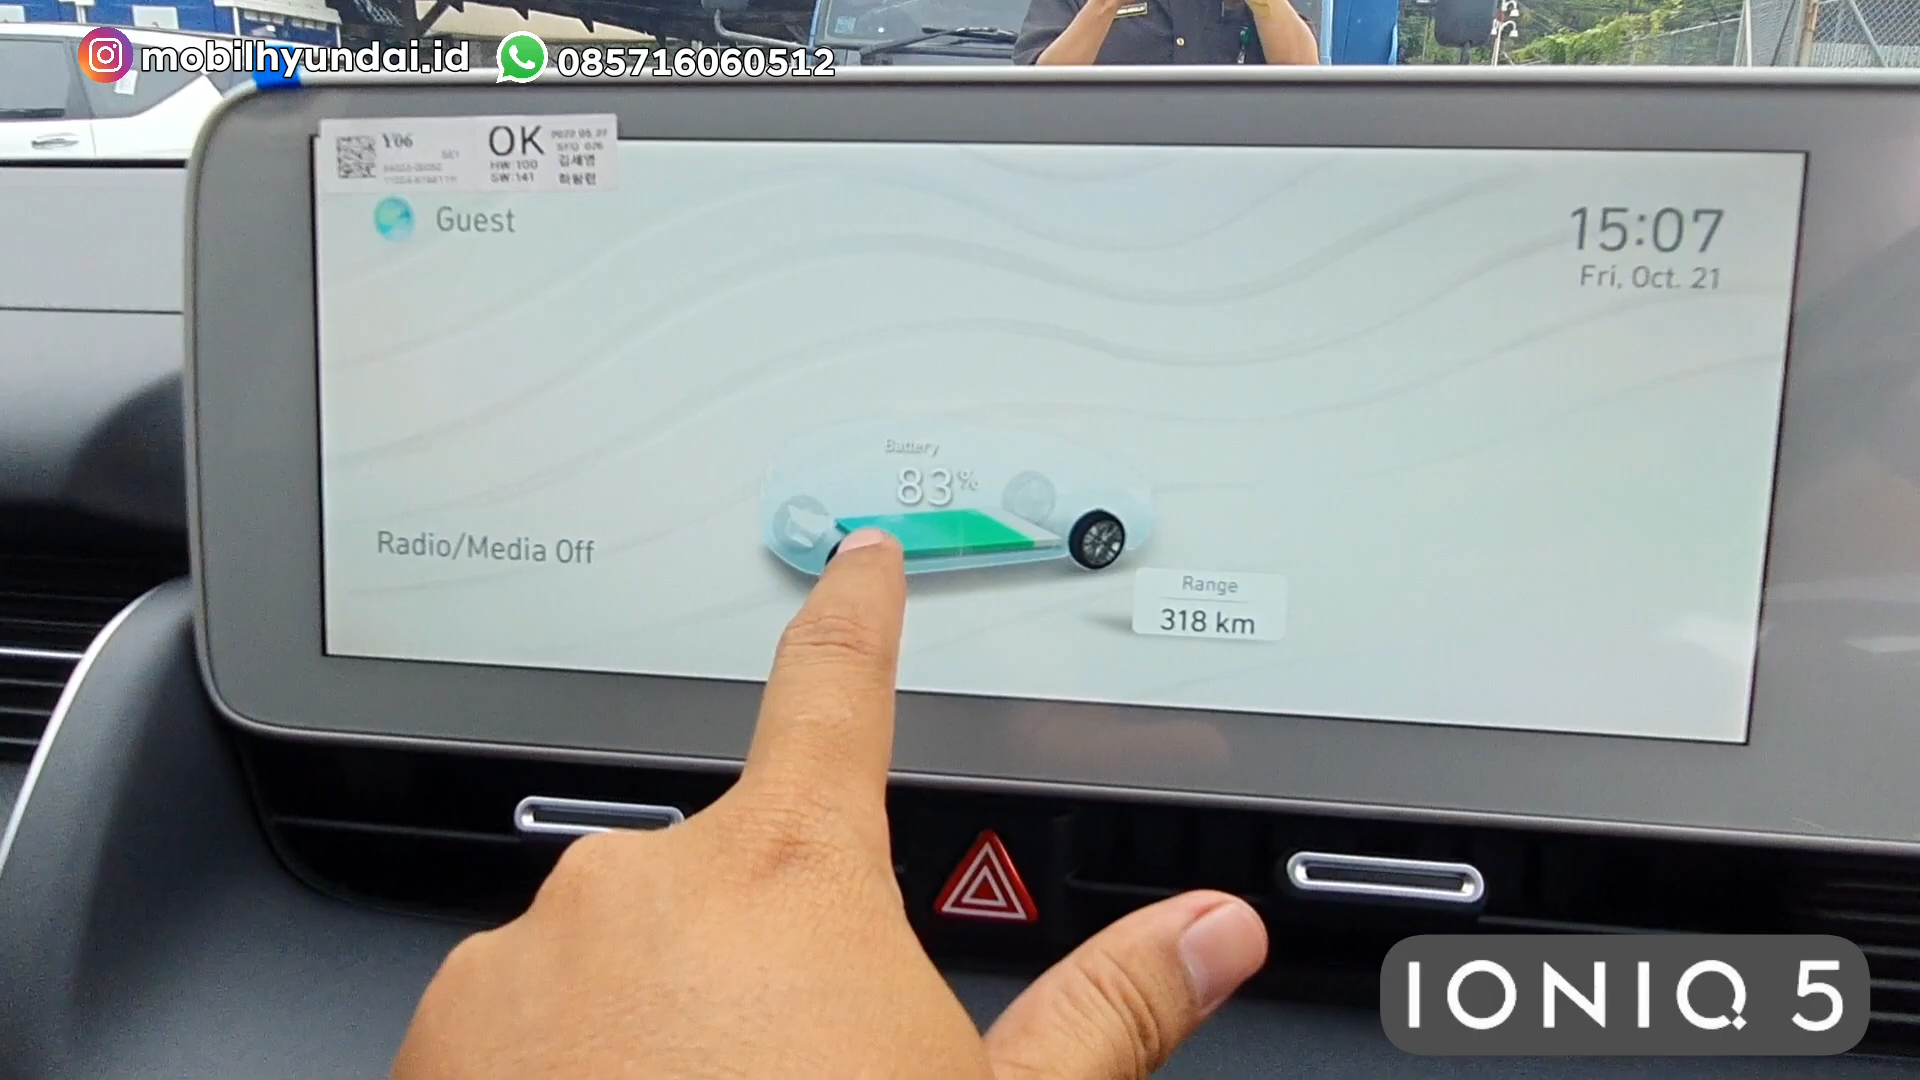 mobilhyundai.id
085716060512
Y06
OK
HW:100
SW:141
Guest
15:07
Fri, Oct. 21
Battery
83%
Radio/Media Off
Range
318 km
IONIQ 5